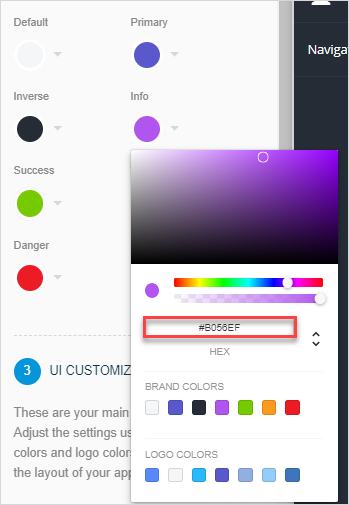 Default Primary
Navigat
Inverse Info
Success
Danger
#B056EF
HEX
3 UI CUSTOMIZ
BRAND COLORS
These are your main
Adjust the settings us
colors and logo colors
the layout of your app
LOGO COLORS